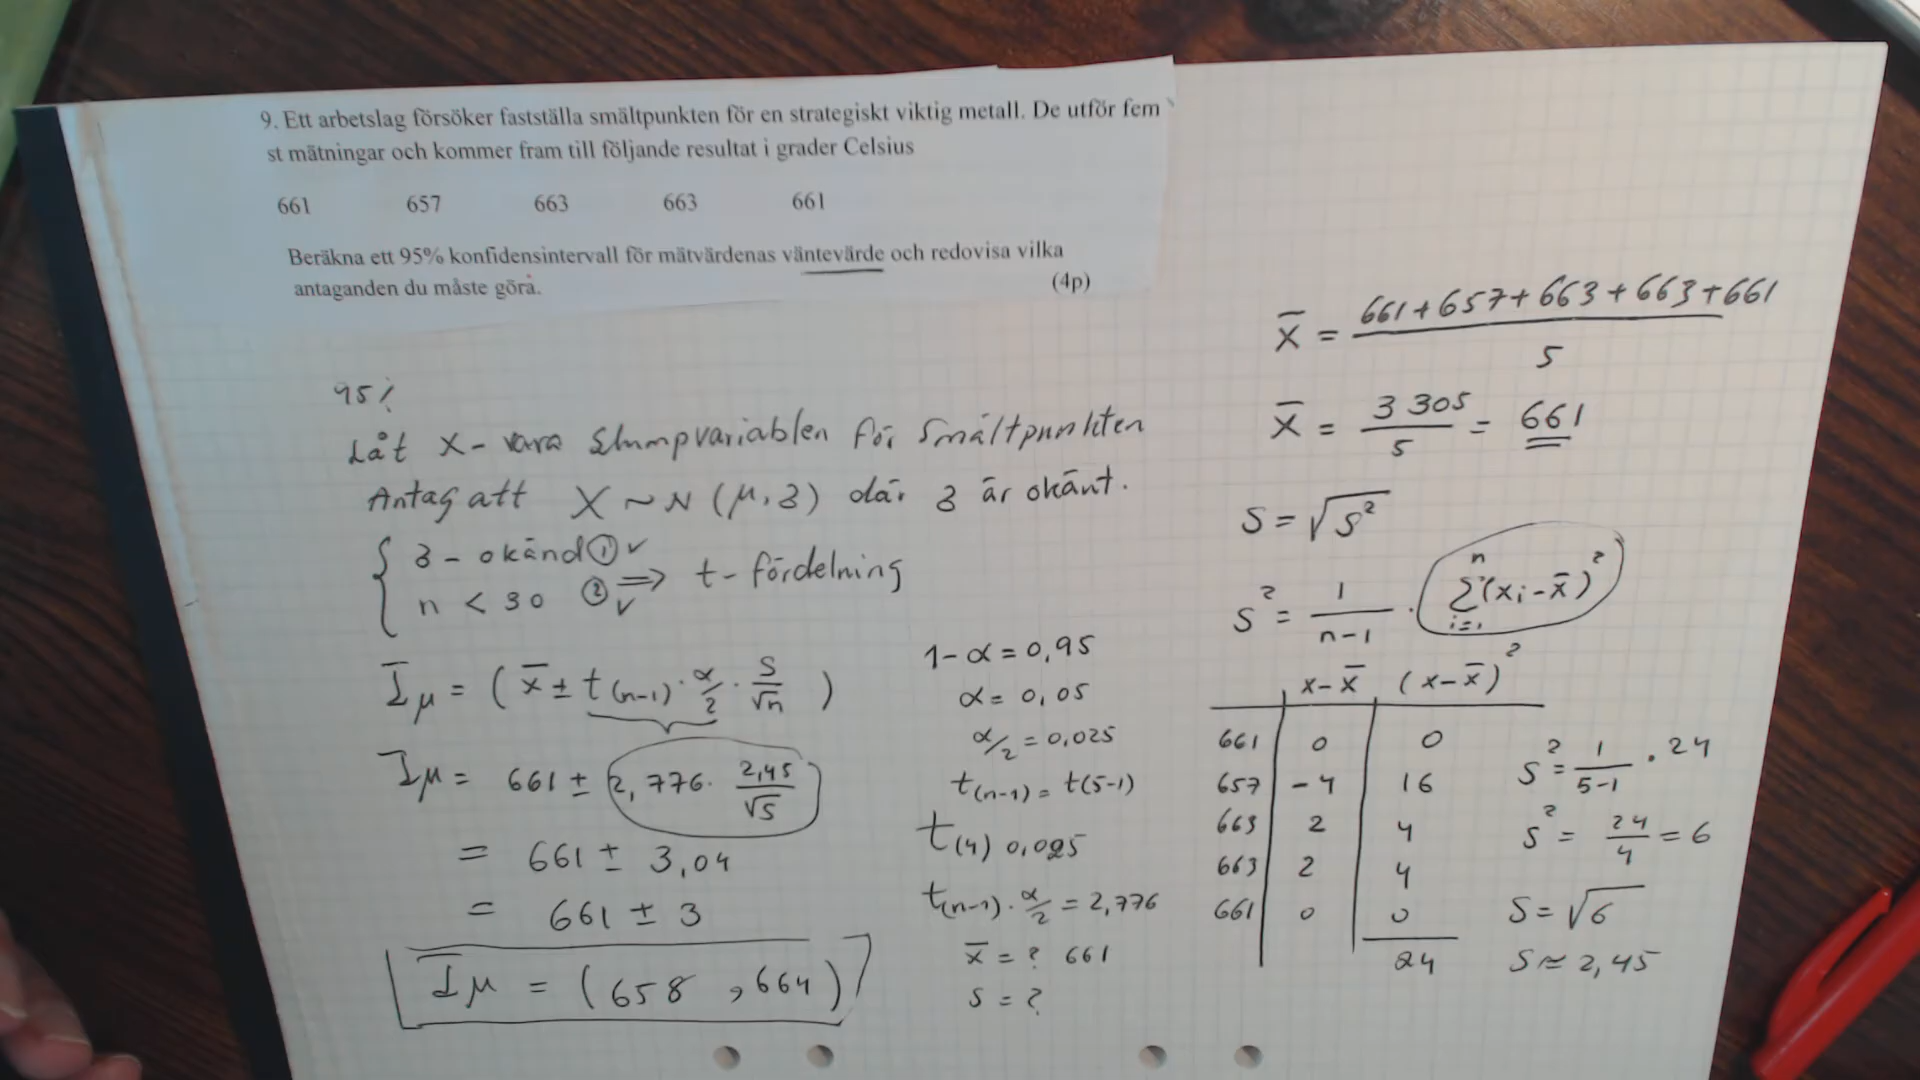 9. Ett arbetslag försöker fastställa smältpunkten för en strategiskt viktig metall. De utför fem
st mätningar och kommer fram till följande resultat i grader Celsius
661 657 663 663 661
Beräkna ett 95% konfidensintervall för mätvärdenas väntevärde och redovisa vilka
antaganden du måste göra. (4p)
95%
Låt X - vara Slumpvariablen för Smältpunkten
Antag att X ~ N (μ, 3) där 3 är okänt.
3 - okänd ① ✓
n < 30 ② ✓ ⟹ t - fördelning
Iμ = ( x̄ ± t(n-1) · α/2 · S/√n )
Iμ = 661 ± 2,776 · 2,45/√5
= 661 ± 3,04
= 661 ± 3
Iμ = (658 , 664)
1-α = 0,95
α = 0,05
α/2 = 0,025
t(n-1) = t(5-1)
t(4) 0,025
t(n-1) · α/2 = 2,776
x̄ = ? 661
s = ?
x̄ = (661+657+663+663+661)/5
x̄ = 3 305/5 = 661
S = √S²
S² = 1/(n-1) · Σ(xi-x̄)²
n
i=1
x-x̄ (x-x̄)²
661 0 0
657 -4 16
663 2 4
663 2 4
661 0 0
24
S² = 1/(5-1) · 24
S² = 24/4 = 6
S = √6
S ≈ 2,45